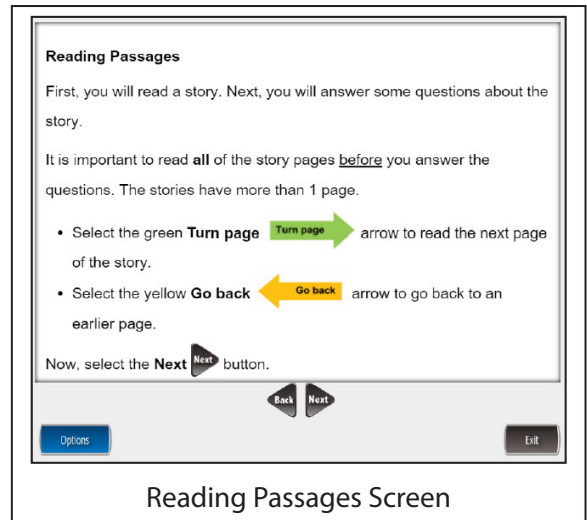 Reading Passages
First, you will read a story. Next, you will answer some questions about the
story.
It is important to read all of the story pages before you answer the
questions. The stories have more than 1 page.
• Select the green Turn page Turn page arrow to read the next page
of the story.
• Select the yellow Go back Go back arrow to go back to an
earlier page.
Now, select the Next Next button.
Back Next
Options Exit
Reading Passages Screen